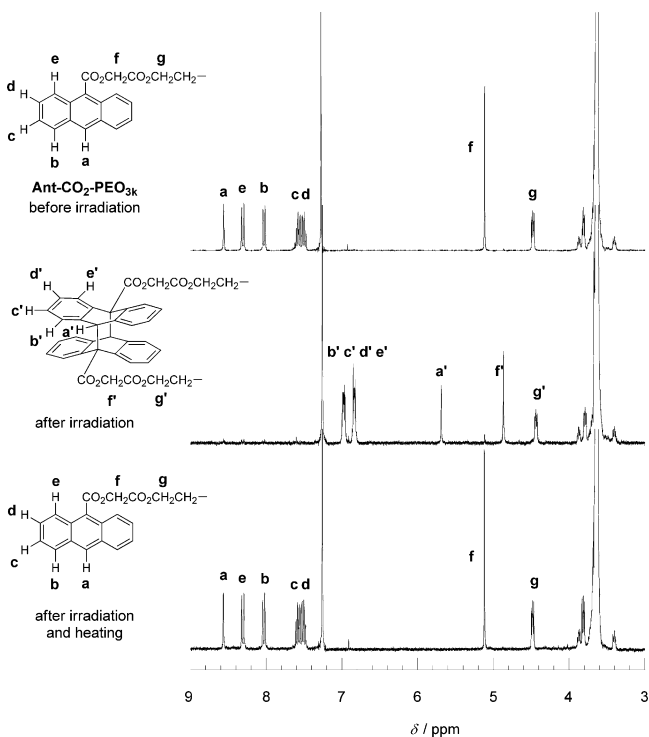 e f g
H CO₂CH₂CO₂CH₂CH₂–
d H
H
c H H
b a
Ant-CO₂-PEO₃ₖ
before irradiation
a e b c d f g
d' e'
H H CO₂CH₂CO₂CH₂CH₂–
c' H
H a' H
b'
CO₂CH₂CO₂CH₂CH₂–
f' g'
after irradiation
b' c' d' e' a' f' g'
e f g
H CO₂CH₂CO₂CH₂CH₂–
d H
H
c H H
b a
after irradiation
and heating
a e b c d f g
9 8 7 6 5 4 3
δ / ppm